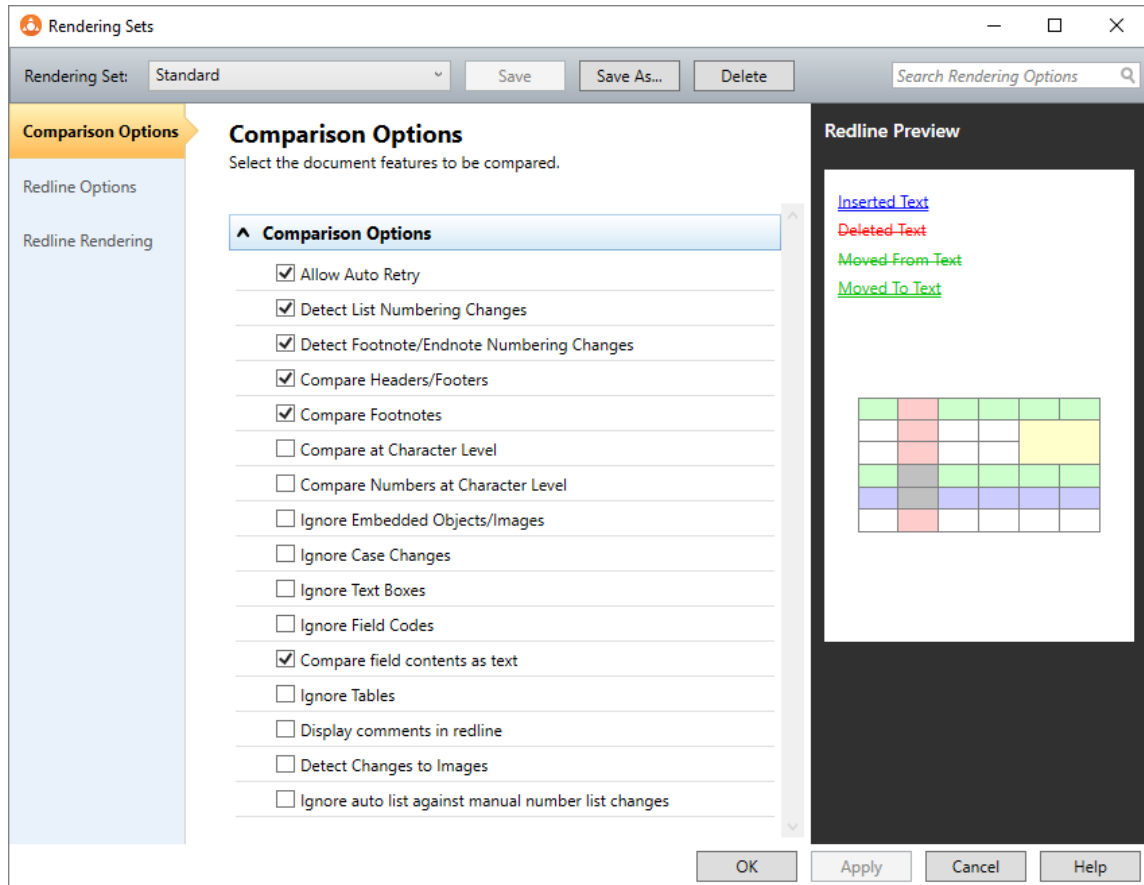 Rendering Sets
Rendering Set: Standard Save Save As... Delete Search Rendering Options
Comparison Options
Redline Options
Redline Rendering
Comparison Options
Select the document features to be compared.
Comparison Options
Allow Auto Retry
Detect List Numbering Changes
Detect Footnote/Endnote Numbering Changes
Compare Headers/Footers
Compare Footnotes
Compare at Character Level
Compare Numbers at Character Level
Ignore Embedded Objects/Images
Ignore Case Changes
Ignore Text Boxes
Ignore Field Codes
Compare field contents as text
Ignore Tables
Display comments in redline
Detect Changes to Images
Ignore auto list against manual number list changes
Redline Preview
Inserted Text
Deleted Text
Moved From Text
Moved To Text
OK Apply Cancel Help